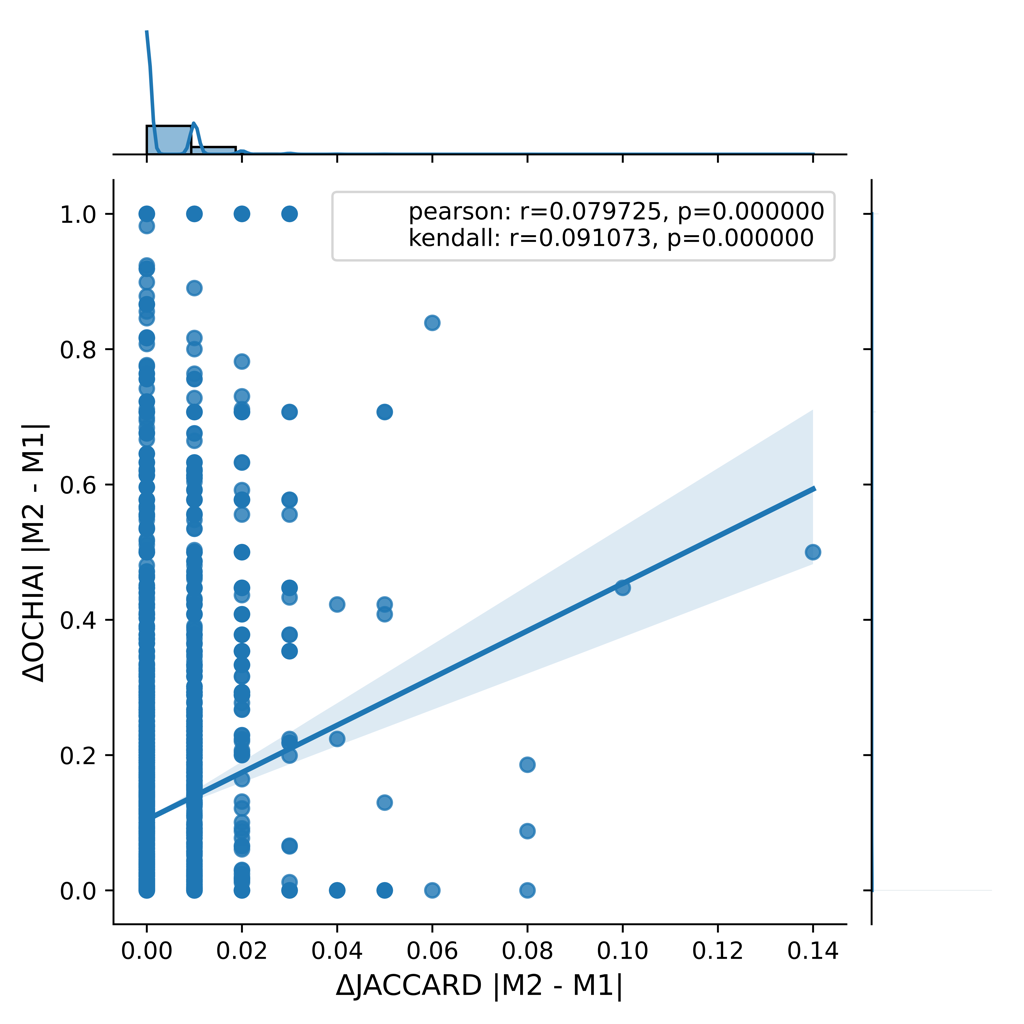 pearson: r=0.079725, p=0.000000
kendall: r=0.091073, p=0.000000
1.0
0.8
0.6
0.4
0.2
0.0
ΔOCHIAI |M2 - M1|
0.00 0.02 0.04 0.06 0.08 0.10 0.12 0.14
ΔJACCARD |M2 - M1|